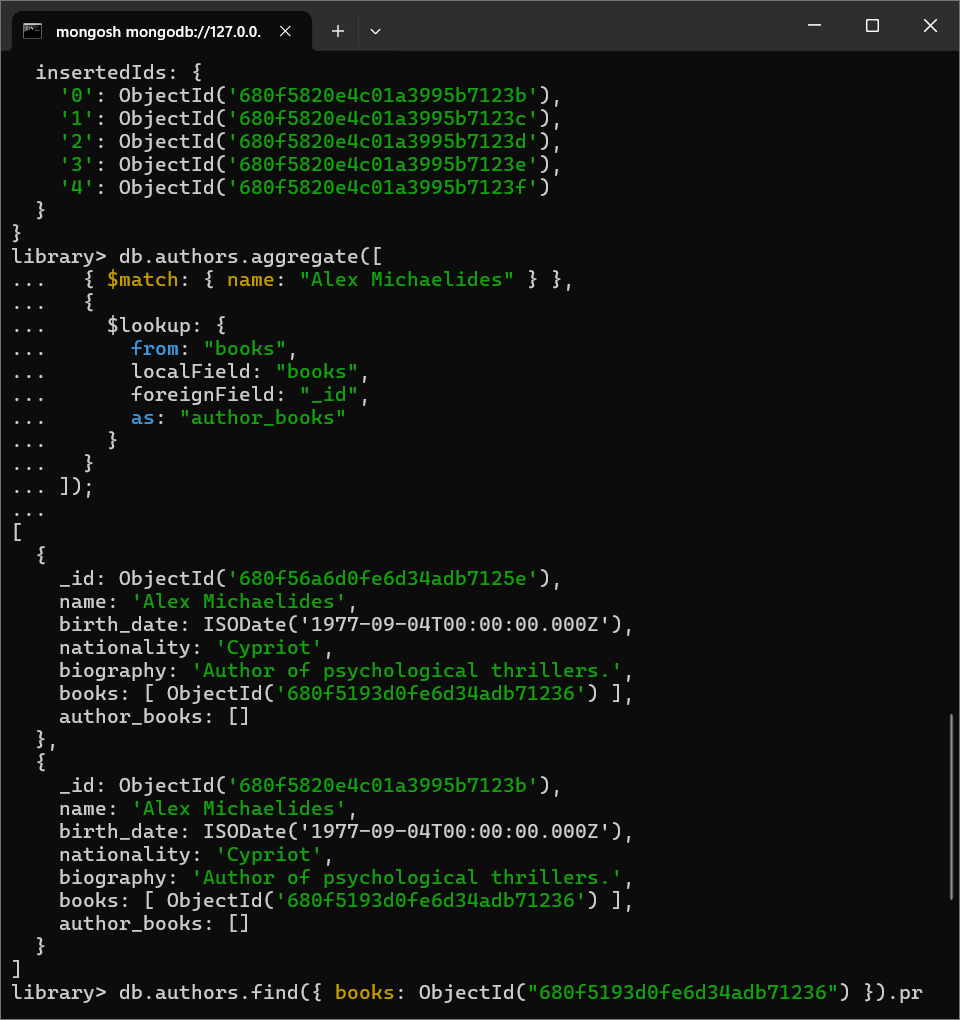 mongosh mongodb://127.0.0.
insertedIds: {
'0': ObjectId('680f5820e4c01a3995b7123b'),
'1': ObjectId('680f5820e4c01a3995b7123c'),
'2': ObjectId('680f5820e4c01a3995b7123d'),
'3': ObjectId('680f5820e4c01a3995b7123e'),
'4': ObjectId('680f5820e4c01a3995b7123f')
}
}
library> db.authors.aggregate([
... { $match: { name: "Alex Michaelides" } },
... {
... $lookup: {
... from: "books",
... localField: "books",
... foreignField: "_id",
... as: "author_books"
... }
... }
... ]);
...
[
{
_id: ObjectId('680f56a6d0fe6d34adb7125e'),
name: 'Alex Michaelides',
birth_date: ISODate('1977-09-04T00:00:00.000Z'),
nationality: 'Cypriot',
biography: 'Author of psychological thrillers.',
books: [ ObjectId('680f5193d0fe6d34adb71236') ],
author_books: []
},
{
_id: ObjectId('680f5820e4c01a3995b7123b'),
name: 'Alex Michaelides',
birth_date: ISODate('1977-09-04T00:00:00.000Z'),
nationality: 'Cypriot',
biography: 'Author of psychological thrillers.',
books: [ ObjectId('680f5193d0fe6d34adb71236') ],
author_books: []
}
]
library> db.authors.find({ books: ObjectId("680f5193d0fe6d34adb71236") }).pr